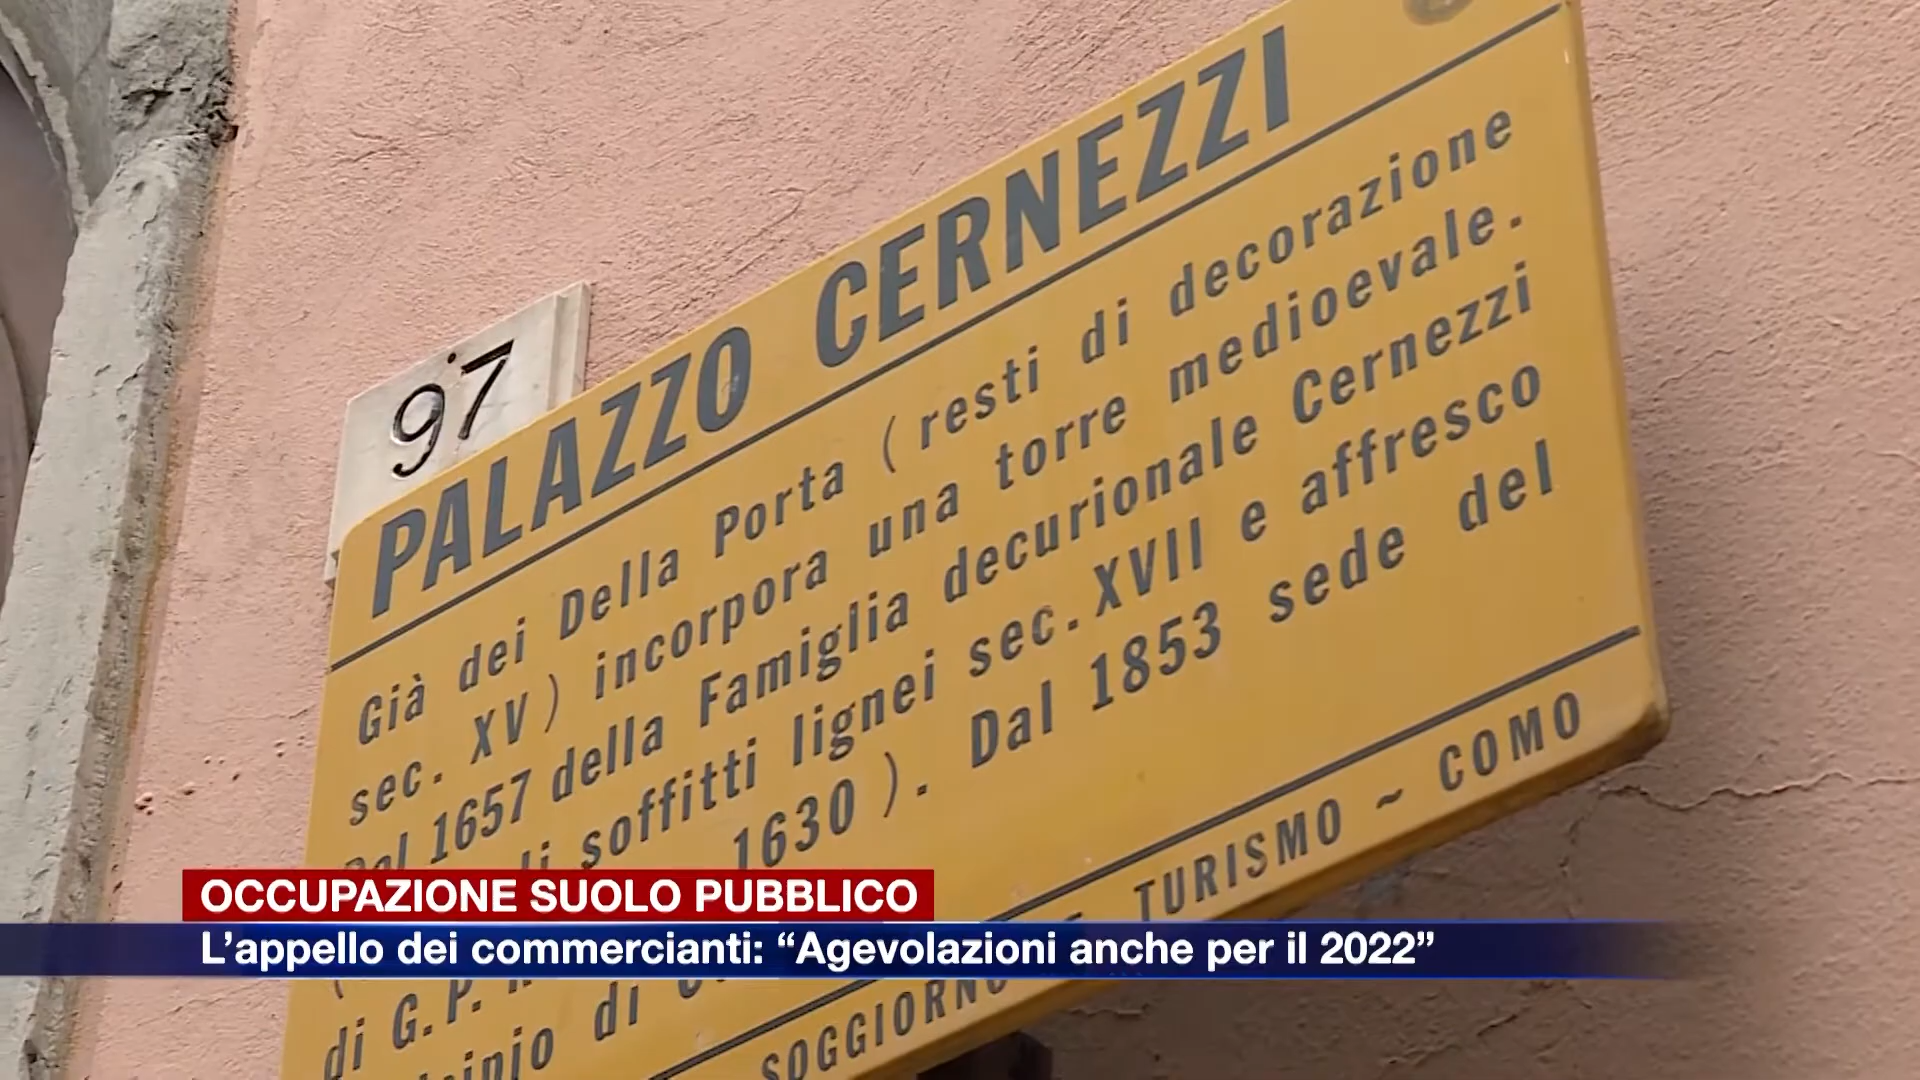 97
PALAZZO CERNEZZI
Già dei Della Porta ( resti di decorazione
sec. XV ) incorpora una torre medioevale.
Dal 1657 della Famiglia decurionale Cernezzi
soffitti lignei sec. XVII e affresco
di G. P. 1630 ). Dal 1853 sede del
di
SOGGIORNO TURISMO ~ COMO
OCCUPAZIONE SUOLO PUBBLICO
L’appello dei commercianti: “Agevolazioni anche per il 2022”